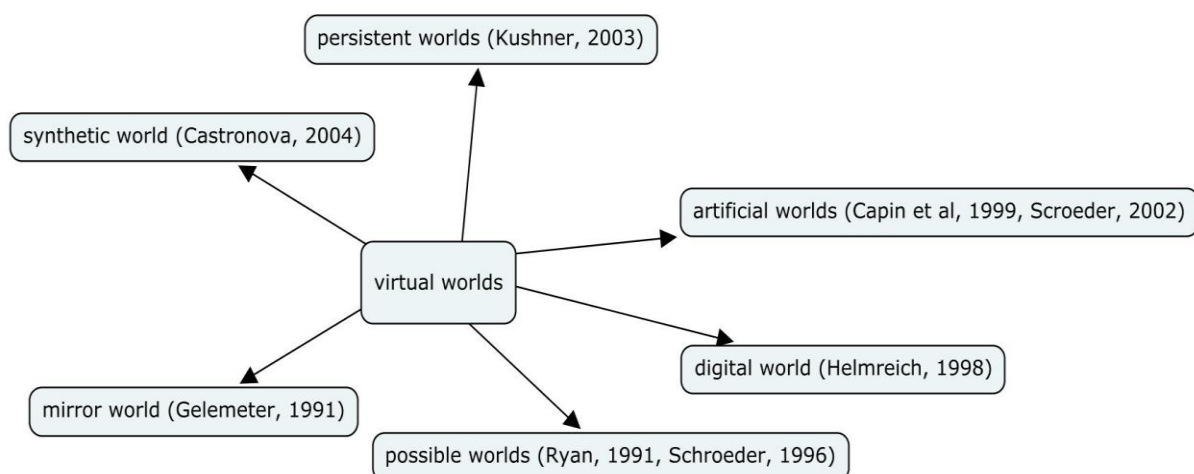 persistent worlds (Kushner, 2003)
synthetic world (Castronova, 2004)
artificial worlds (Capin et al, 1999, Scroeder, 2002)
virtual worlds
digital world (Helmreich, 1998)
mirror world (Gelemeter, 1991)
possible worlds (Ryan, 1991, Schroeder, 1996)